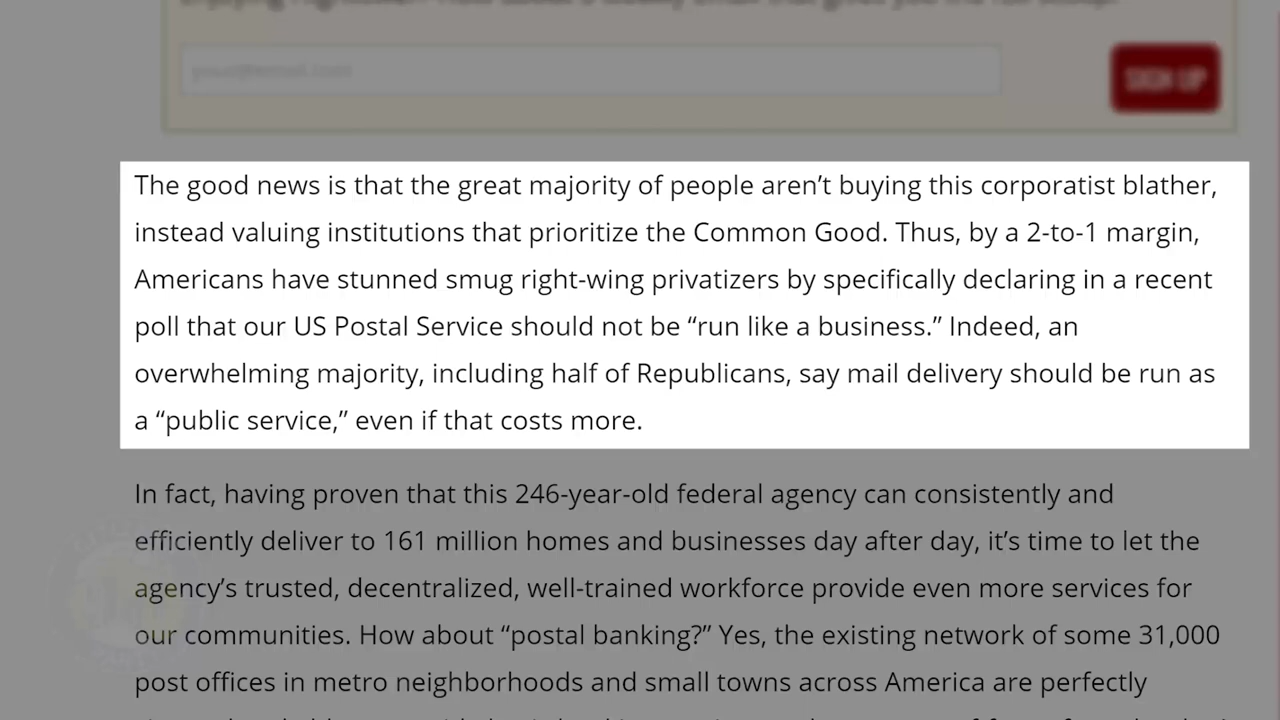 your@email.com
SIGN UP
The good news is that the great majority of people aren’t buying this corporatist blather,
instead valuing institutions that prioritize the Common Good. Thus, by a 2-to-1 margin,
Americans have stunned smug right-wing privatizers by specifically declaring in a recent
poll that our US Postal Service should not be “run like a business.” Indeed, an
overwhelming majority, including half of Republicans, say mail delivery should be run as
a “public service,” even if that costs more.
In fact, having proven that this 246-year-old federal agency can consistently and
efficiently deliver to 161 million homes and businesses day after day, it’s time to let the
agency’s trusted, decentralized, well-trained workforce provide even more services for
our communities. How about “postal banking?” Yes, the existing network of some 31,000
post offices in metro neighborhoods and small towns across America are perfectly